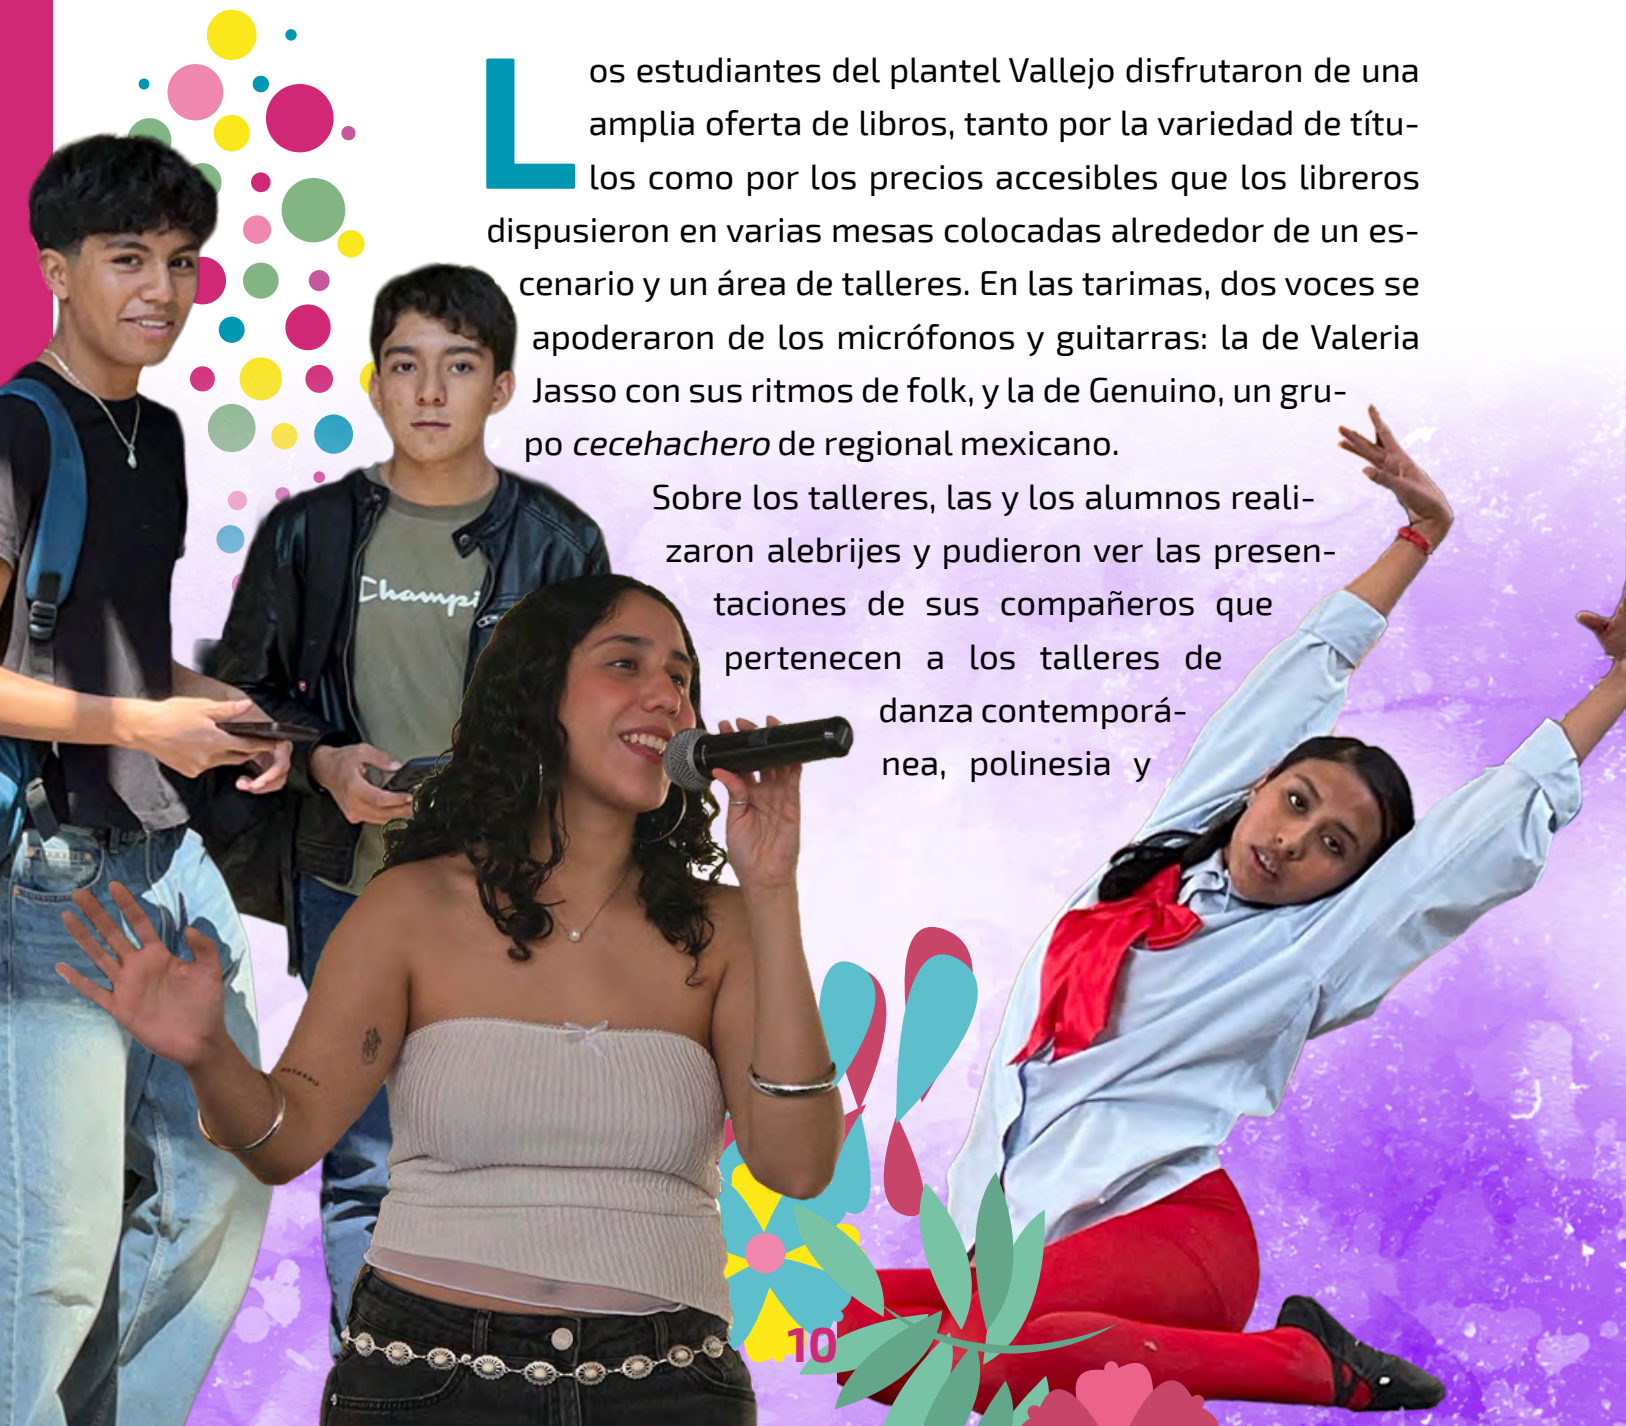 Los estudiantes del plantel Vallejo disfrutaron de una
amplia oferta de libros, tanto por la variedad de títu-
los como por los precios accesibles que los libreros
dispusieron en varias mesas colocadas alrededor de un es-
cenario y un área de talleres. En las tarimas, dos voces se
apoderaron de los micrófonos y guitarras: la de Valeria
Jasso con sus ritmos de folk, y la de Genuino, un gru-
po cecehachero de regional mexicano.
Sobre los talleres, las y los alumnos reali-
zaron alebrijes y pudieron ver las presen-
taciones de sus compañeros que
pertenecen a los talleres de
danza contemporá-
nea, polinesia y
Champi
10